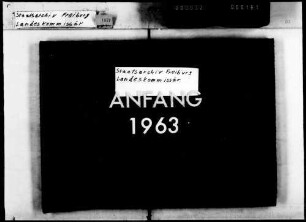 Staatsarchiv Freiburg
Landeskommissär
Staatsarchiv Freiburg
Landeskommissär
ANFANG
1963